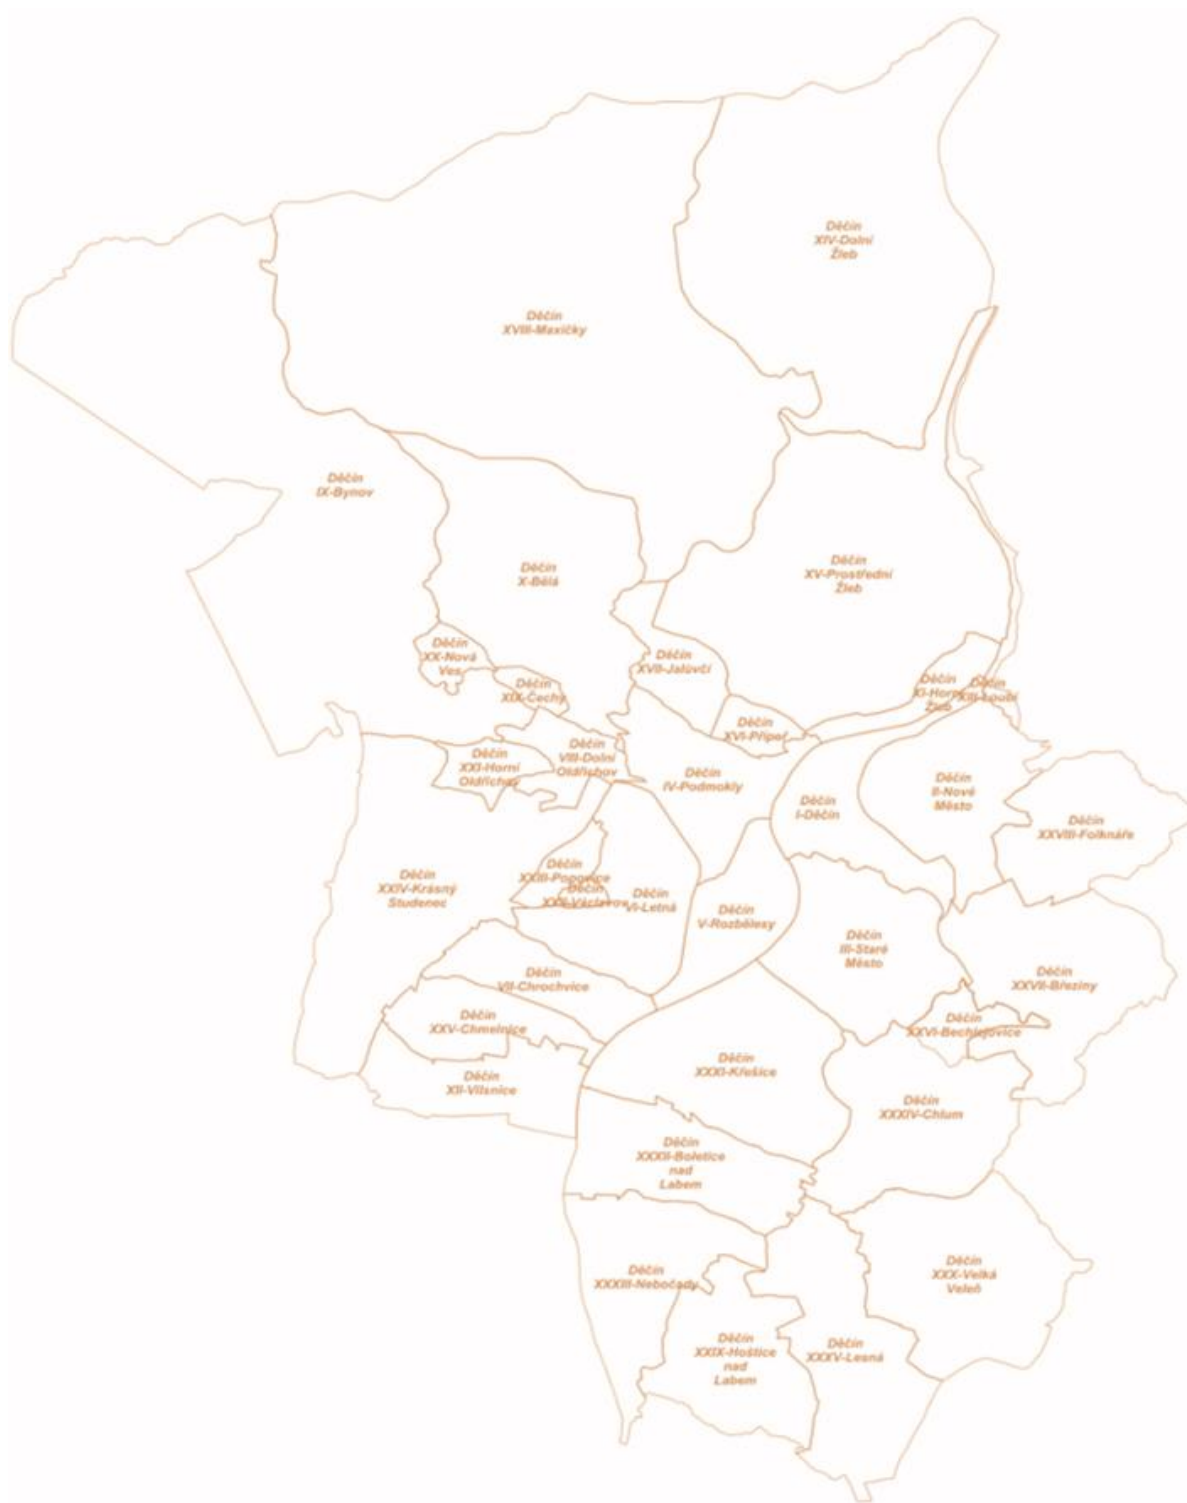 Děčín
XIV-Dolní
Žleb
Děčín
XVIII-Maxičky
Děčín
IX-Bynov
Děčín
X-Bělá
Děčín
XV-Prostřední
Žleb
Děčín
XX-Nová
Ves
Děčín
XVII-Jalůvčí
Děčín
XIX-Čechy
Děčín
XI-Horní
Žleb
Děčín
XIII-Loubí
Děčín
XVI-Přípeř
Děčín
XXI-Horní
Oldřichov
Děčín
VIII-Dolní
Oldřichov
Děčín
IV-Podmokly
Děčín
I-Děčín
Děčín
II-Nové
Město
Děčín
XXVIII-Folknáře
Děčín
XXIV-Krásný
Studenec
Děčín
XXIII-Popovice
Děčín
XXII-Václavov
Děčín
VI-Letná
Děčín
V-Rozbělesy
Děčín
III-Staré
Město
Děčín
XXVII-Březiny
Děčín
VII-Chrochvice
Děčín
XXV-Chmelnice
Děčín
XXVI-Bechlejovice
Děčín
XII-Vilsnice
Děčín
XXXI-Křešice
Děčín
XXXIV-Chlum
Děčín
XXXII-Boletice
nad
Labem
Děčín
XXXIII-Nebočady
Děčín
XXX-Velká
Veleň
Děčín
XXIX-Hoštice
nad
Labem
Děčín
XXXV-Lesná